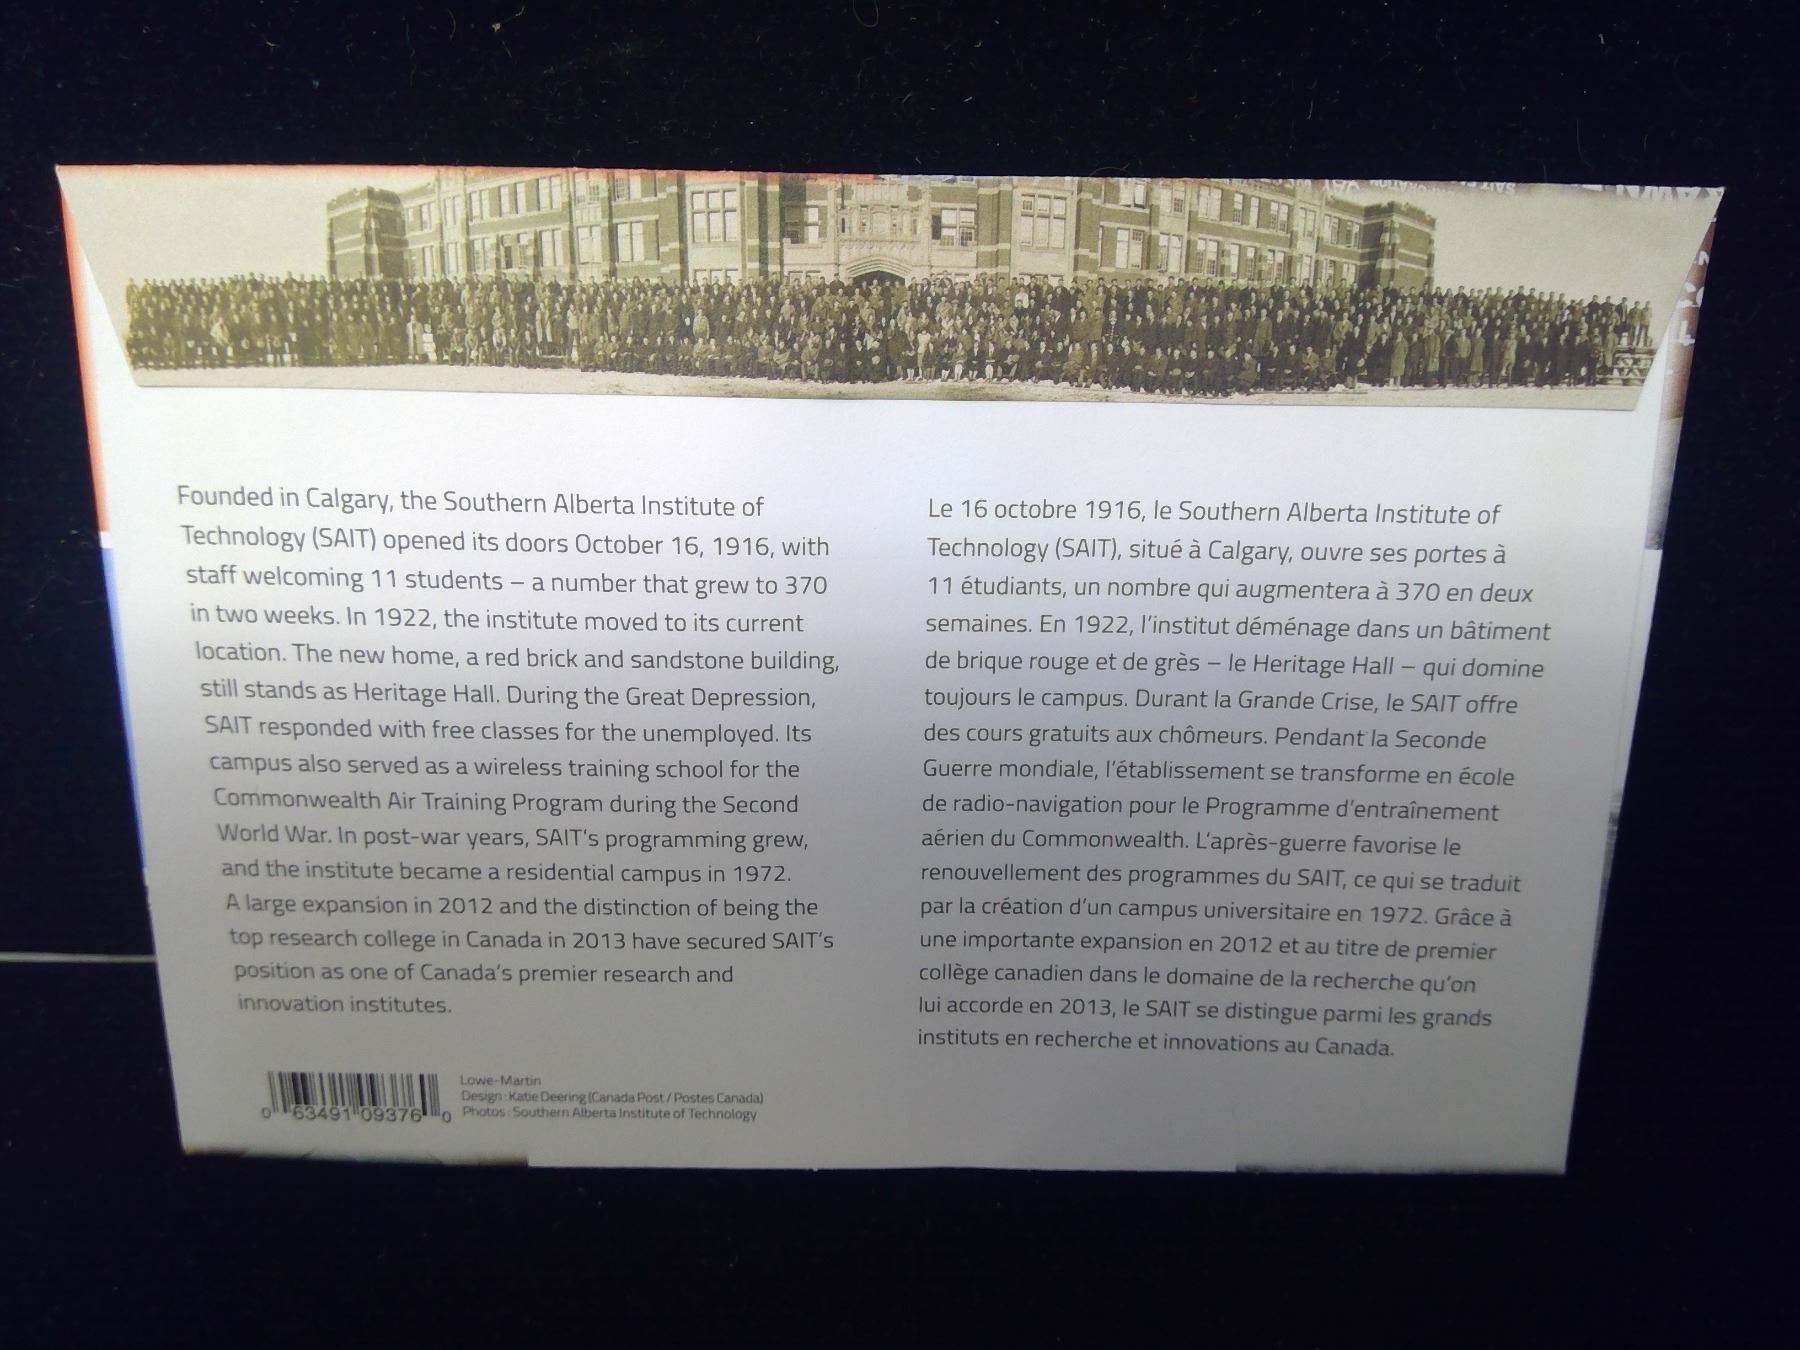 Founded in Calgary, the Southern Alberta Institute of
Technology (SAIT) opened its doors October 16, 1916, with
staff welcoming 11 students – a number that grew to 370
in two weeks. In 1922, the institute moved to its current
location. The new home, a red brick and sandstone building,
still stands as Heritage Hall. During the Great Depression,
SAIT responded with free classes for the unemployed. Its
campus also served as a wireless training school for the
Commonwealth Air Training Program during the Second
World War. In post-war years, SAIT's programming grew,
and the institute became a residential campus in 1972.
A large expansion in 2012 and the distinction of being the
top research college in Canada in 2013 have secured SAIT's
position as one of Canada's premier research and
innovation institutes.
Le 16 octobre 1916, le Southern Alberta Institute of
Technology (SAIT), situé à Calgary, ouvre ses portes à
11 étudiants, un nombre qui augmentera à 370 en deux
semaines. En 1922, l'institut déménage dans un bâtiment
de brique rouge et de grès – le Heritage Hall – qui domine
toujours le campus. Durant la Grande Crise, le SAIT offre
des cours gratuits aux chômeurs. Pendant la Seconde
Guerre mondiale, l'établissement se transforme en école
de radio-navigation pour le Programme d'entraînement
aérien du Commonwealth. L'après-guerre favorise le
renouvellement des programmes du SAIT, ce qui se traduit
par la création d'un campus universitaire en 1972. Grâce à
une importante expansion en 2012 et au titre de premier
collège canadien dans le domaine de la recherche qu'on
lui accorde en 2013, le SAIT se distingue parmi les grands
instituts en recherche et innovations au Canada.
0 63491 09376 0
Lowe-Martin
Design : Katie Deering (Canada Post / Postes Canada)
Photos : Southern Alberta Institute of Technology